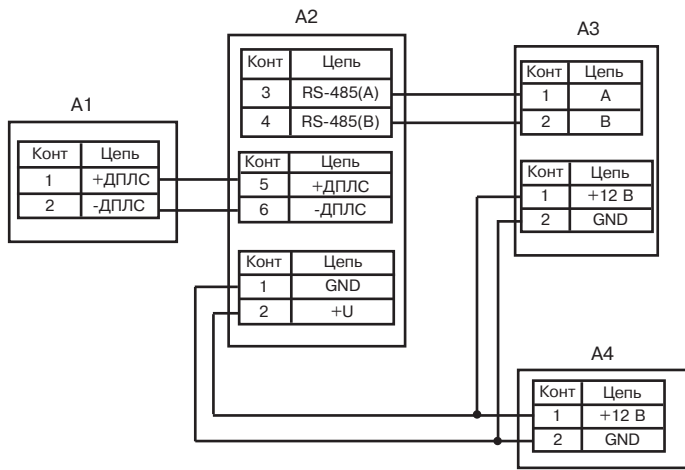 A1
Конт Цепь
1 +ДПЛС
2 -ДПЛС
A2
Конт Цепь
3 RS-485(A)
4 RS-485(B)
Конт Цепь
5 +ДПЛС
6 -ДПЛС
Конт Цепь
1 GND
2 +U
A3
Конт Цепь
1 A
2 B
Конт Цепь
1 +12 В
2 GND
A4
Конт Цепь
1 +12 В
2 GND